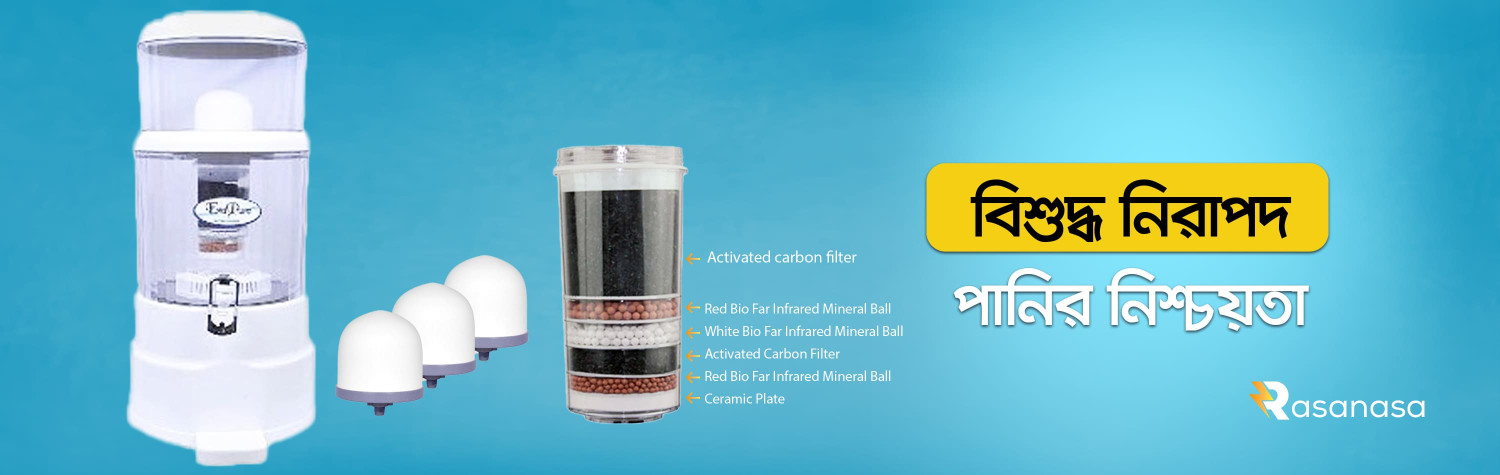 Activated carbon filter
Red Bio Far Infrared Mineral Ball
White Bio Far Infrared Mineral Ball
Activated Carbon Filter
Red Bio Far Infrared Mineral Ball
Ceramic Plate
বিশুদ্ধ নিরাপদ
পানির নিশ্চয়তা
Rasanasa